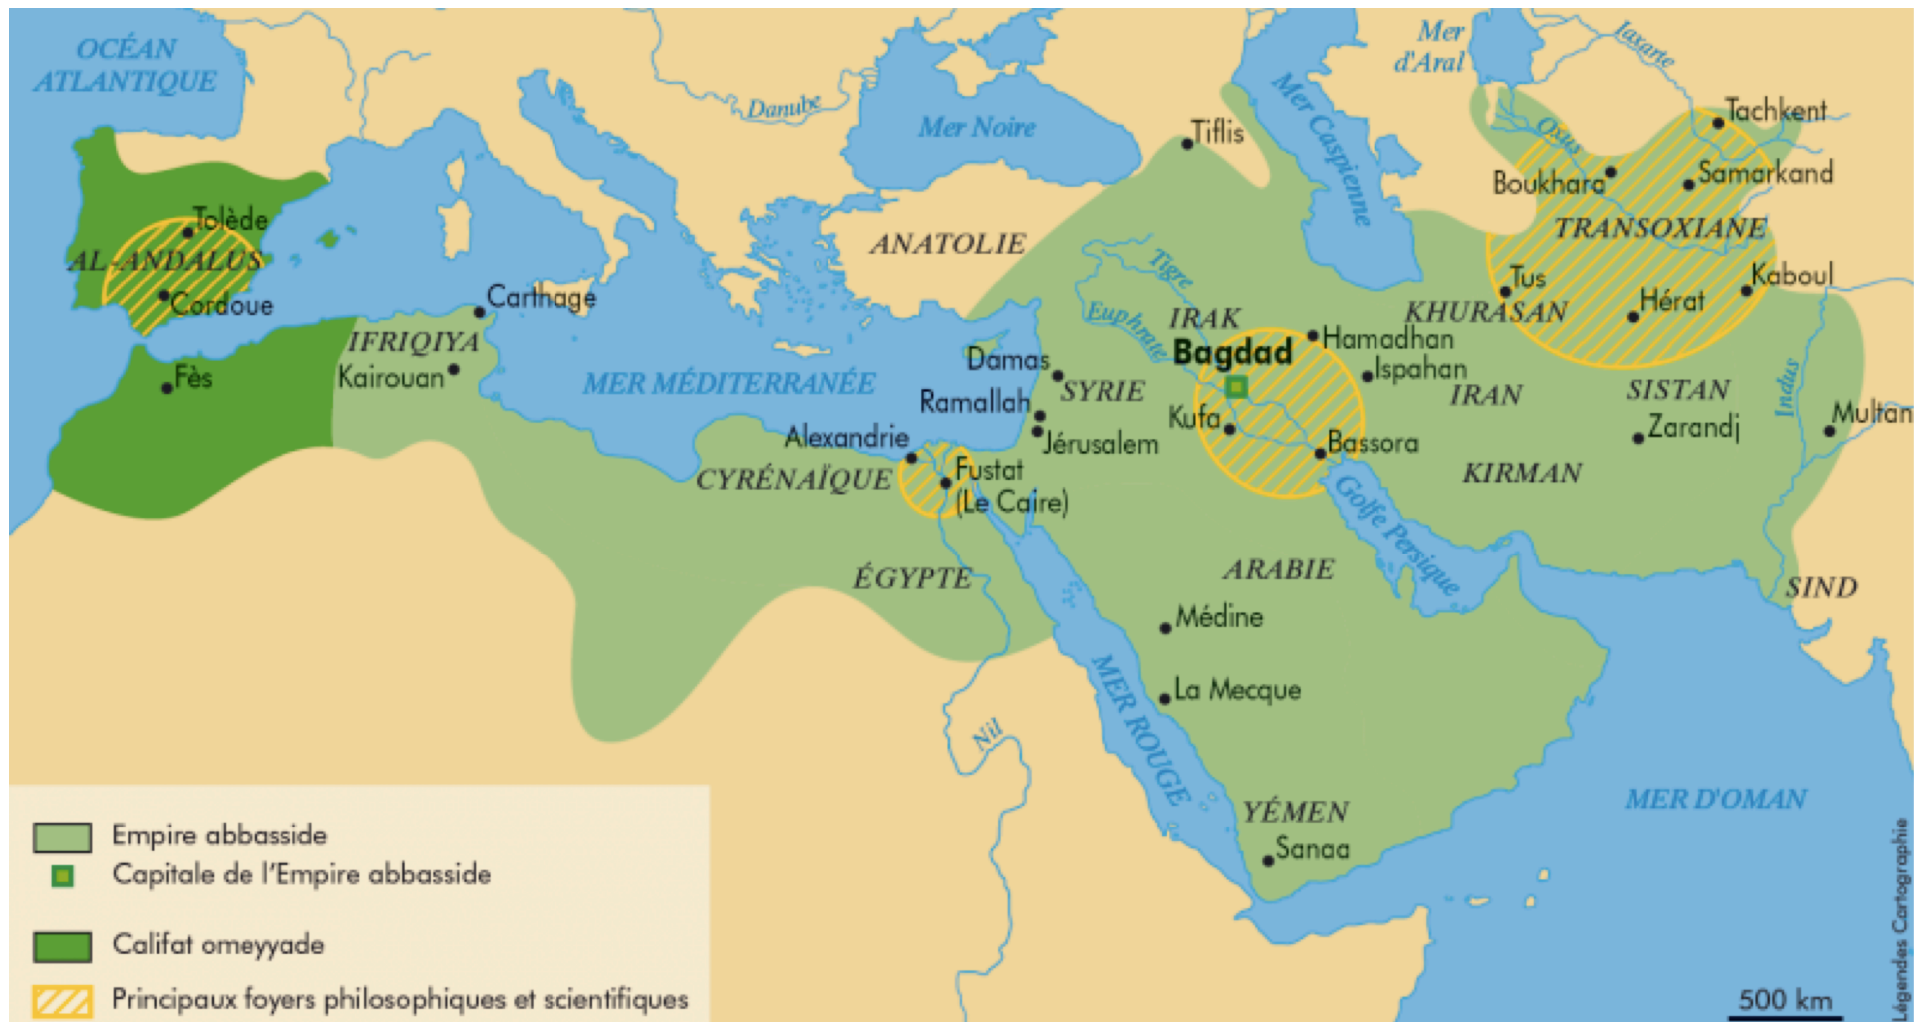 OCÉAN
ATLANTIQUE
Danube
Mer Noire
Mer Caspienne
Mer
d'Aral
Iaxarte
Tachkent
Tiflis
Oxus
Boukhara
Samarkand
TRANSOXIANE
Tolède
AL-ANDALUS
Cordoue
ANATOLIE
Tigre
Euphrate
IRAK
Bagdad
Tus
KHURASAN
Hérat
Kaboul
Carthage
IFRIQIYA
Kairouan
Fès
MER MÉDITERRANÉE
Damas
SYRIE
Ramallah
Jérusalem
Hamadhan
Ispahan
IRAN
SISTAN
Zarandj
Indus
Multan
Kufa
Bassora
KIRMAN
Alexandrie
CYRÉNAÏQUE
Fustat
(Le Caire)
Golfe Persique
ÉGYPTE
ARABIE
SIND
Médine
La Mecque
MER ROUGE
Nil
YÉMEN
Sanaa
MER D'OMAN
Empire abbasside
Capitale de l'Empire abbasside
Califat omeyyade
Principaux foyers philosophiques et scientifiques
500 km
Légendes Cartographie